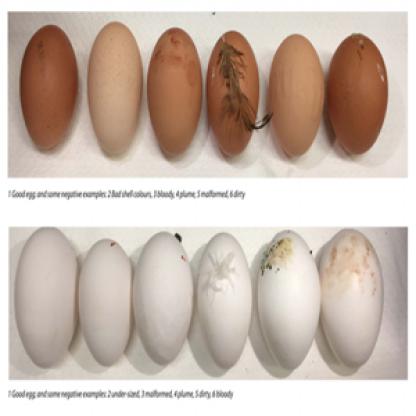 1 Good egg; and some negative examples: 2 Bad shell colours, 3 bloody, 4 plume, 5 malformed, 6 dirty
1 Good egg; and some negative examples: 2 under-sized, 3 malformed, 4 plume, 5 dirty, 6 bloody